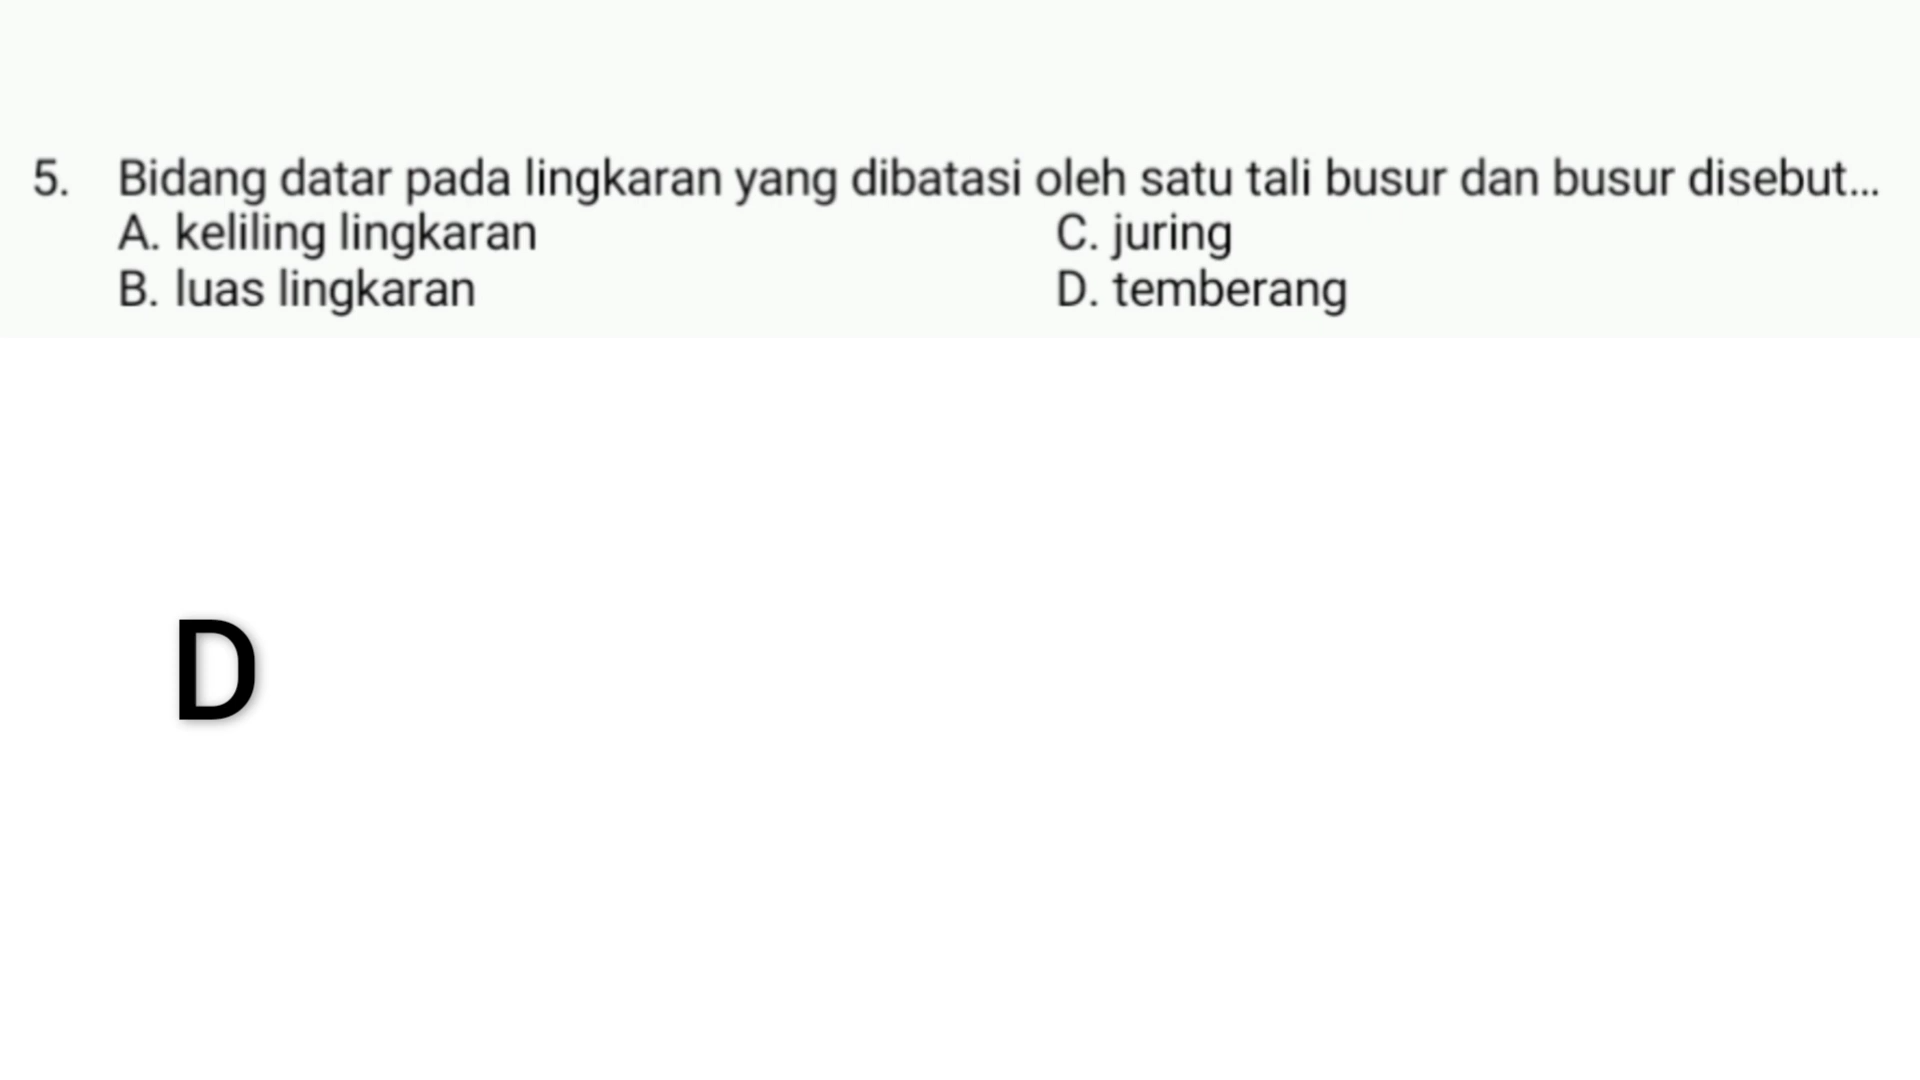 5. Bidang datar pada lingkaran yang dibatasi oleh satu tali busur dan busur disebut...
A. keliling lingkaran
B. luas lingkaran
C. juring
D. temberang
D